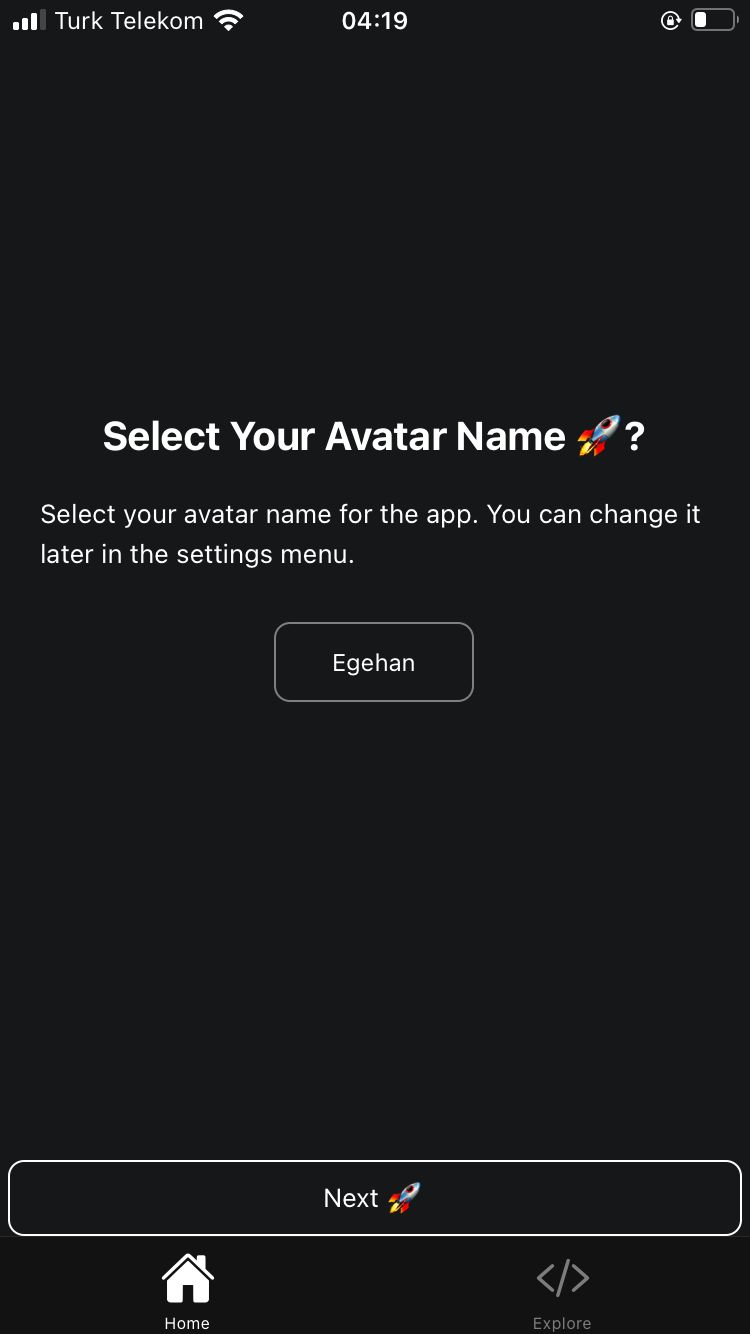 Turk Telekom 04:19
Select Your Avatar Name 🚀?
Select your avatar name for the app. You can change it
later in the settings menu.
Egehan
Next 🚀
Home Explore